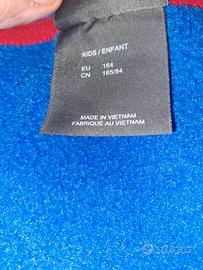 KIDS / ENFANT
EU 164
CN 165/84
MADE IN VIETNAM
FABRIQUÉ AU VIETNAM